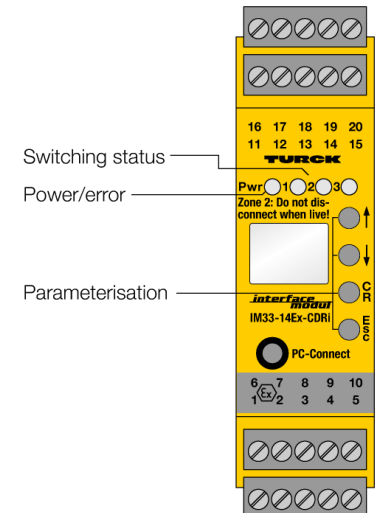 16 17 18 19 20
11 12 13 14 15
TURCK
Switching status
Pwr 1 2 3
Power/error
Zone 2: Do not dis-
connect when live!
Parameterisation
C
R
interface
modul
IM33-14Ex-CDRi
E
S
C
PC-Connect
6 7 8 9 10
Ex
1 2 3 4 5